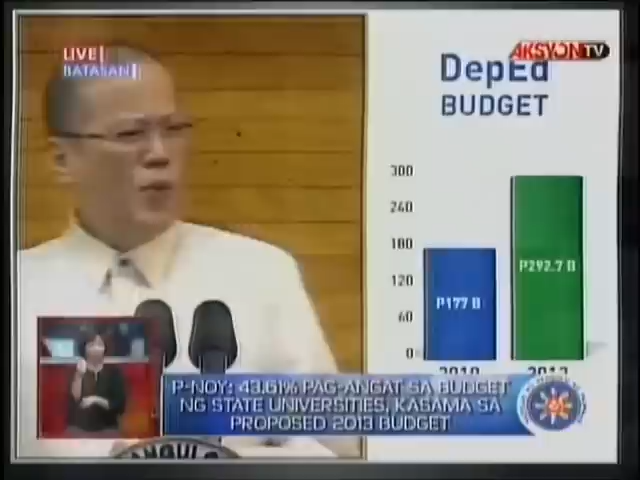 LIVE
BATASAN
AKSYON TV
DepEd
BUDGET
300
240
180
120
60
0
P177 B
P292.7 B
2010
P-NOY: 43.61% PAG-ANGAT SA BUDGET
NG STATE UNIVERSITIES, KASAMA SA
PROPOSED 2013 BUDGET